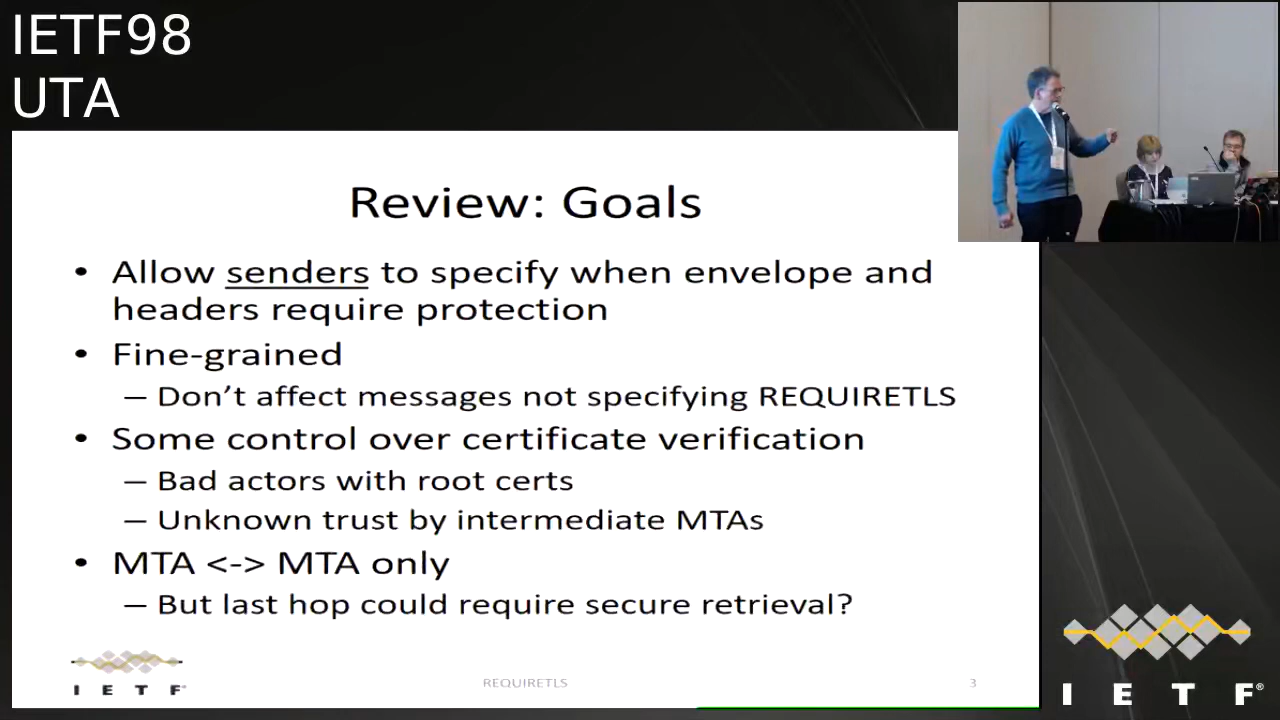 IETF98
UTA
Review: Goals
• Allow senders to specify when envelope and
headers require protection
• Fine-grained
– Don’t affect messages not specifying REQUIRETLS
• Some control over certificate verification
– Bad actors with root certs
– Unknown trust by intermediate MTAs
• MTA <-> MTA only
– But last hop could require secure retrieval?
I E T F®
REQUIRETLS
3
I E T F®